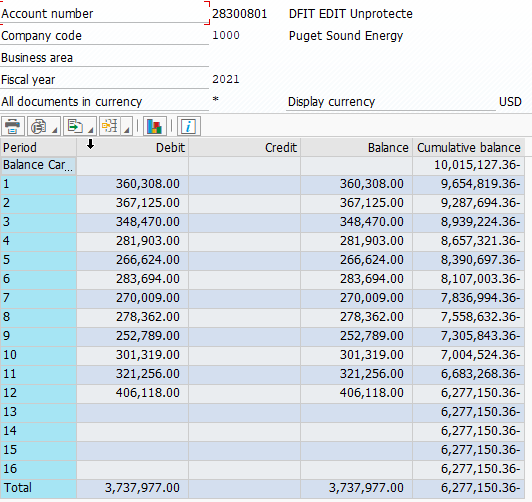 Account number 28300801 DFIT EDIT Unprotecte
Company code 1000 Puget Sound Energy
Business area
Fiscal year 2021
All documents in currency * Display currency USD
Period Debit Credit Balance Cumulative balance
Balance Car... 10,015,127.36-
1 360,308.00 360,308.00 9,654,819.36-
2 367,125.00 367,125.00 9,287,694.36-
3 348,470.00 348,470.00 8,939,224.36-
4 281,903.00 281,903.00 8,657,321.36-
5 266,624.00 266,624.00 8,390,697.36-
6 283,694.00 283,694.00 8,107,003.36-
7 270,009.00 270,009.00 7,836,994.36-
8 278,362.00 278,362.00 7,558,632.36-
9 252,789.00 252,789.00 7,305,843.36-
10 301,319.00 301,319.00 7,004,524.36-
11 321,256.00 321,256.00 6,683,268.36-
12 406,118.00 406,118.00 6,277,150.36-
13 6,277,150.36-
14 6,277,150.36-
15 6,277,150.36-
16 6,277,150.36-
Total 3,737,977.00 3,737,977.00 6,277,150.36-